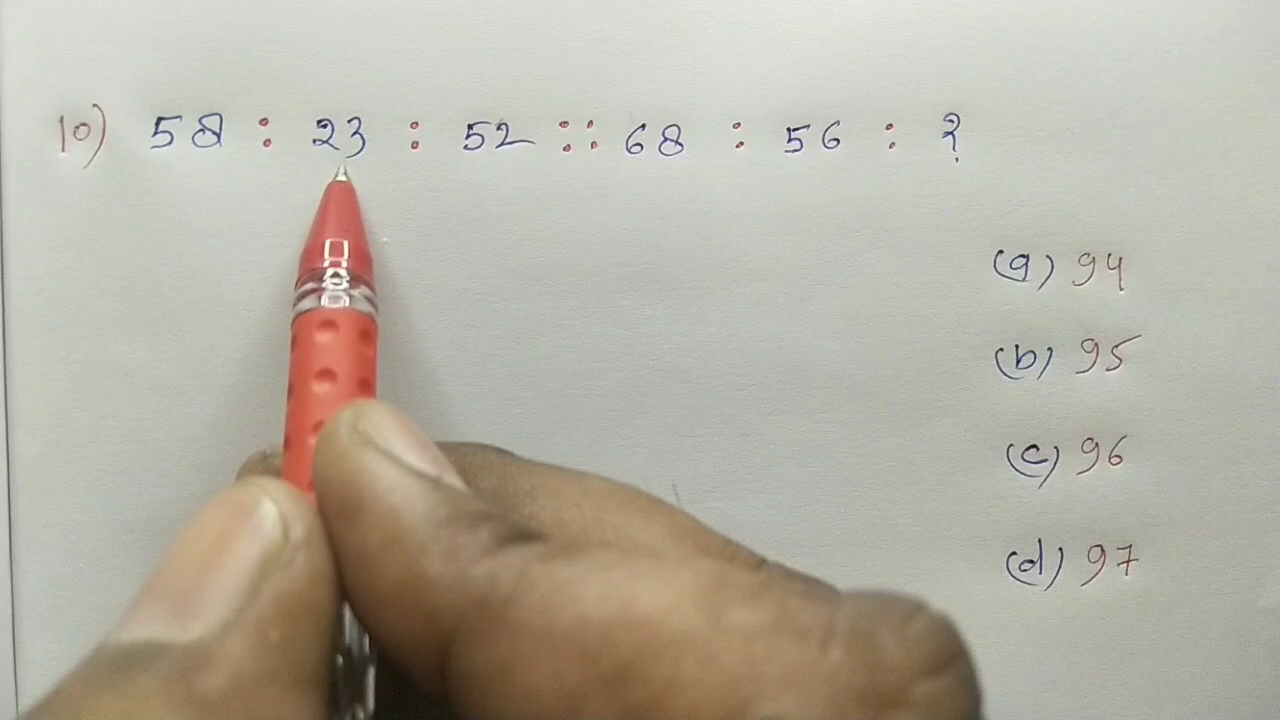 10) 58 : 23 : 52 :: 68 : 56 : ?
(a) 94
(b) 95
(c) 96
(d) 97